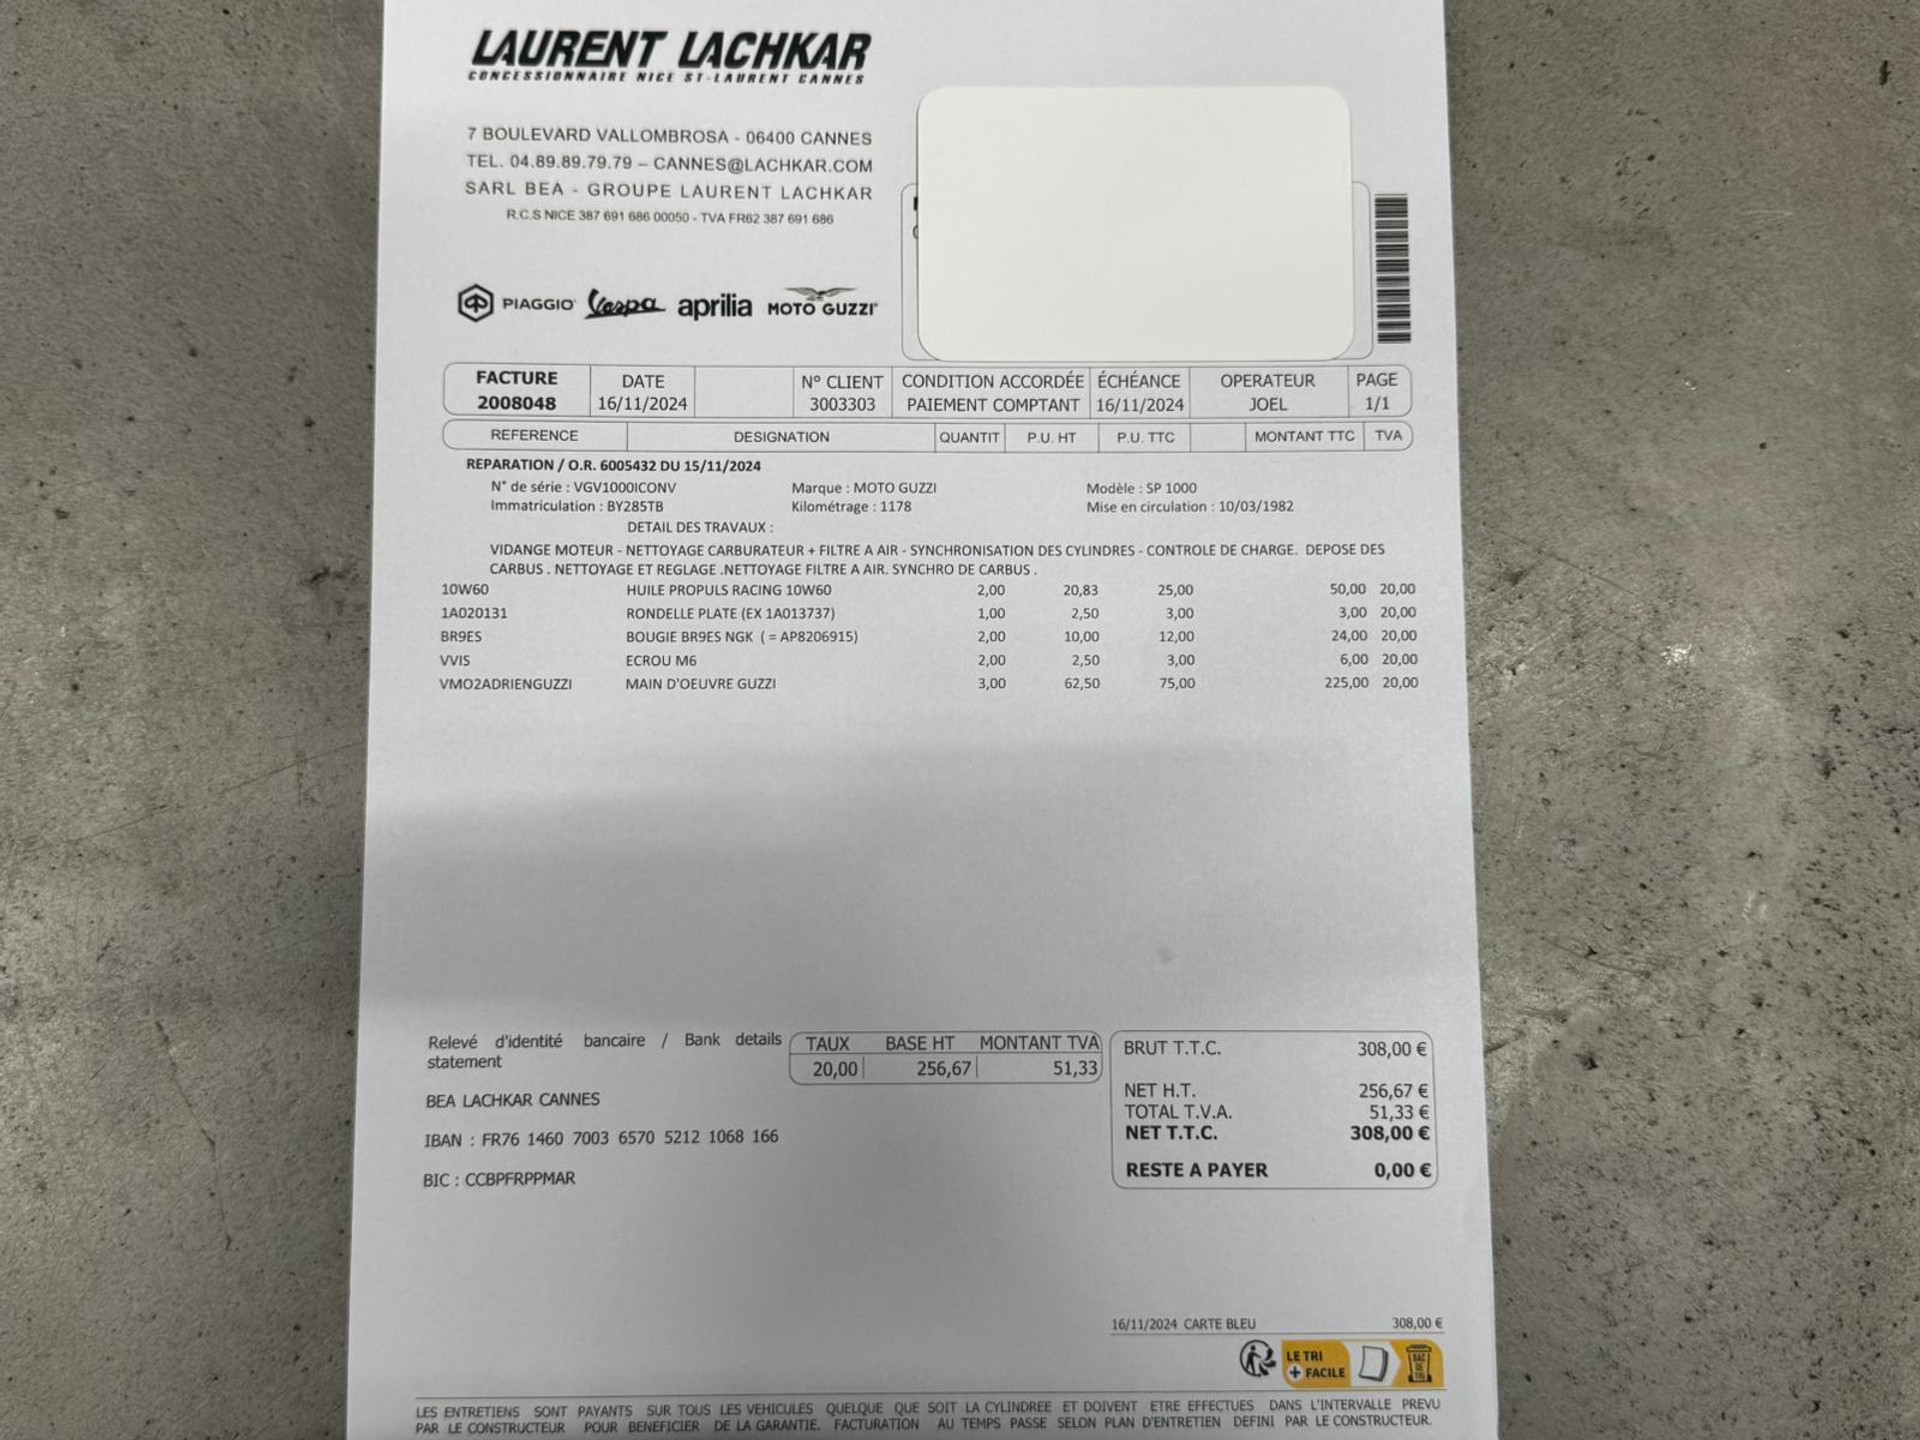 LAURENT LACHKAR
CONCESSIONNAIRE NICE ST-LAURENT CANNES
7 BOULEVARD VALLOMBROSA - 06400 CANNES
TEL. 04.89.89.79.79 – CANNES@LACHKAR.COM
SARL BEA - GROUPE LAURENT LACHKAR
R.C.S NICE 387 691 686 00050 - TVA FR62 387 691 686
PIAGGIO Vespa aprilia MOTO GUZZI
FACTURE DATE N° CLIENT CONDITION ACCORDÉE ÉCHÉANCE OPERATEUR PAGE
2008048 16/11/2024 3003303 PAIEMENT COMPTANT 16/11/2024 JOEL 1/1
REFERENCE DESIGNATION QUANTIT P.U. HT P.U. TTC MONTANT TTC TVA
REPARATION / O.R. 6005432 DU 15/11/2024
N° de série : VGV1000ICONV Marque : MOTO GUZZI Modèle : SP 1000
Immatriculation : BY285TB Kilométrage : 1178 Mise en circulation : 10/03/1982
DETAIL DES TRAVAUX :
VIDANGE MOTEUR - NETTOYAGE CARBURATEUR + FILTRE A AIR - SYNCHRONISATION DES CYLINDRES - CONTROLE DE CHARGE. DEPOSE DES
CARBUS . NETTOYAGE ET REGLAGE .NETTOYAGE FILTRE A AIR. SYNCHRO DE CARBUS .
10W60 HUILE PROPULS RACING 10W60 2,00 20,83 25,00 50,00 20,00
1A020131 RONDELLE PLATE (EX 1A013737) 1,00 2,50 3,00 3,00 20,00
BR9ES BOUGIE BR9ES NGK ( = AP8206915) 2,00 10,00 12,00 24,00 20,00
VVIS ECROU M6 2,00 2,50 3,00 6,00 20,00
VMO2ADRIENGUZZI MAIN D'OEUVRE GUZZI 3,00 62,50 75,00 225,00 20,00
Relevé d'identité bancaire / Bank details
statement
BEA LACHKAR CANNES
IBAN : FR76 1460 7003 6570 5212 1068 166
BIC : CCBPFRPPMAR
TAUX BASE HT MONTANT TVA
20,00 256,67 51,33
BRUT T.T.C. 308,00 €
NET H.T. 256,67 €
TOTAL T.V.A. 51,33 €
NET T.T.C. 308,00 €
RESTE A PAYER 0,00 €
16/11/2024 CARTE BLEU 308,00 €
LE TRI
+ FACILE
BAC
DE
TRI
LES ENTRETIENS SONT PAYANTS SUR TOUS LES VEHICULES QUELQUE QUE SOIT LA CYLINDREE ET DOIVENT ETRE EFFECTUES DANS L'INTERVALLE PREVU
PAR LE CONSTRUCTEUR POUR BENEFICIER DE LA GARANTIE. FACTURATION AU TEMPS PASSE SELON PLAN D'ENTRETIEN DEFINI PAR LE CONSTRUCTEUR.